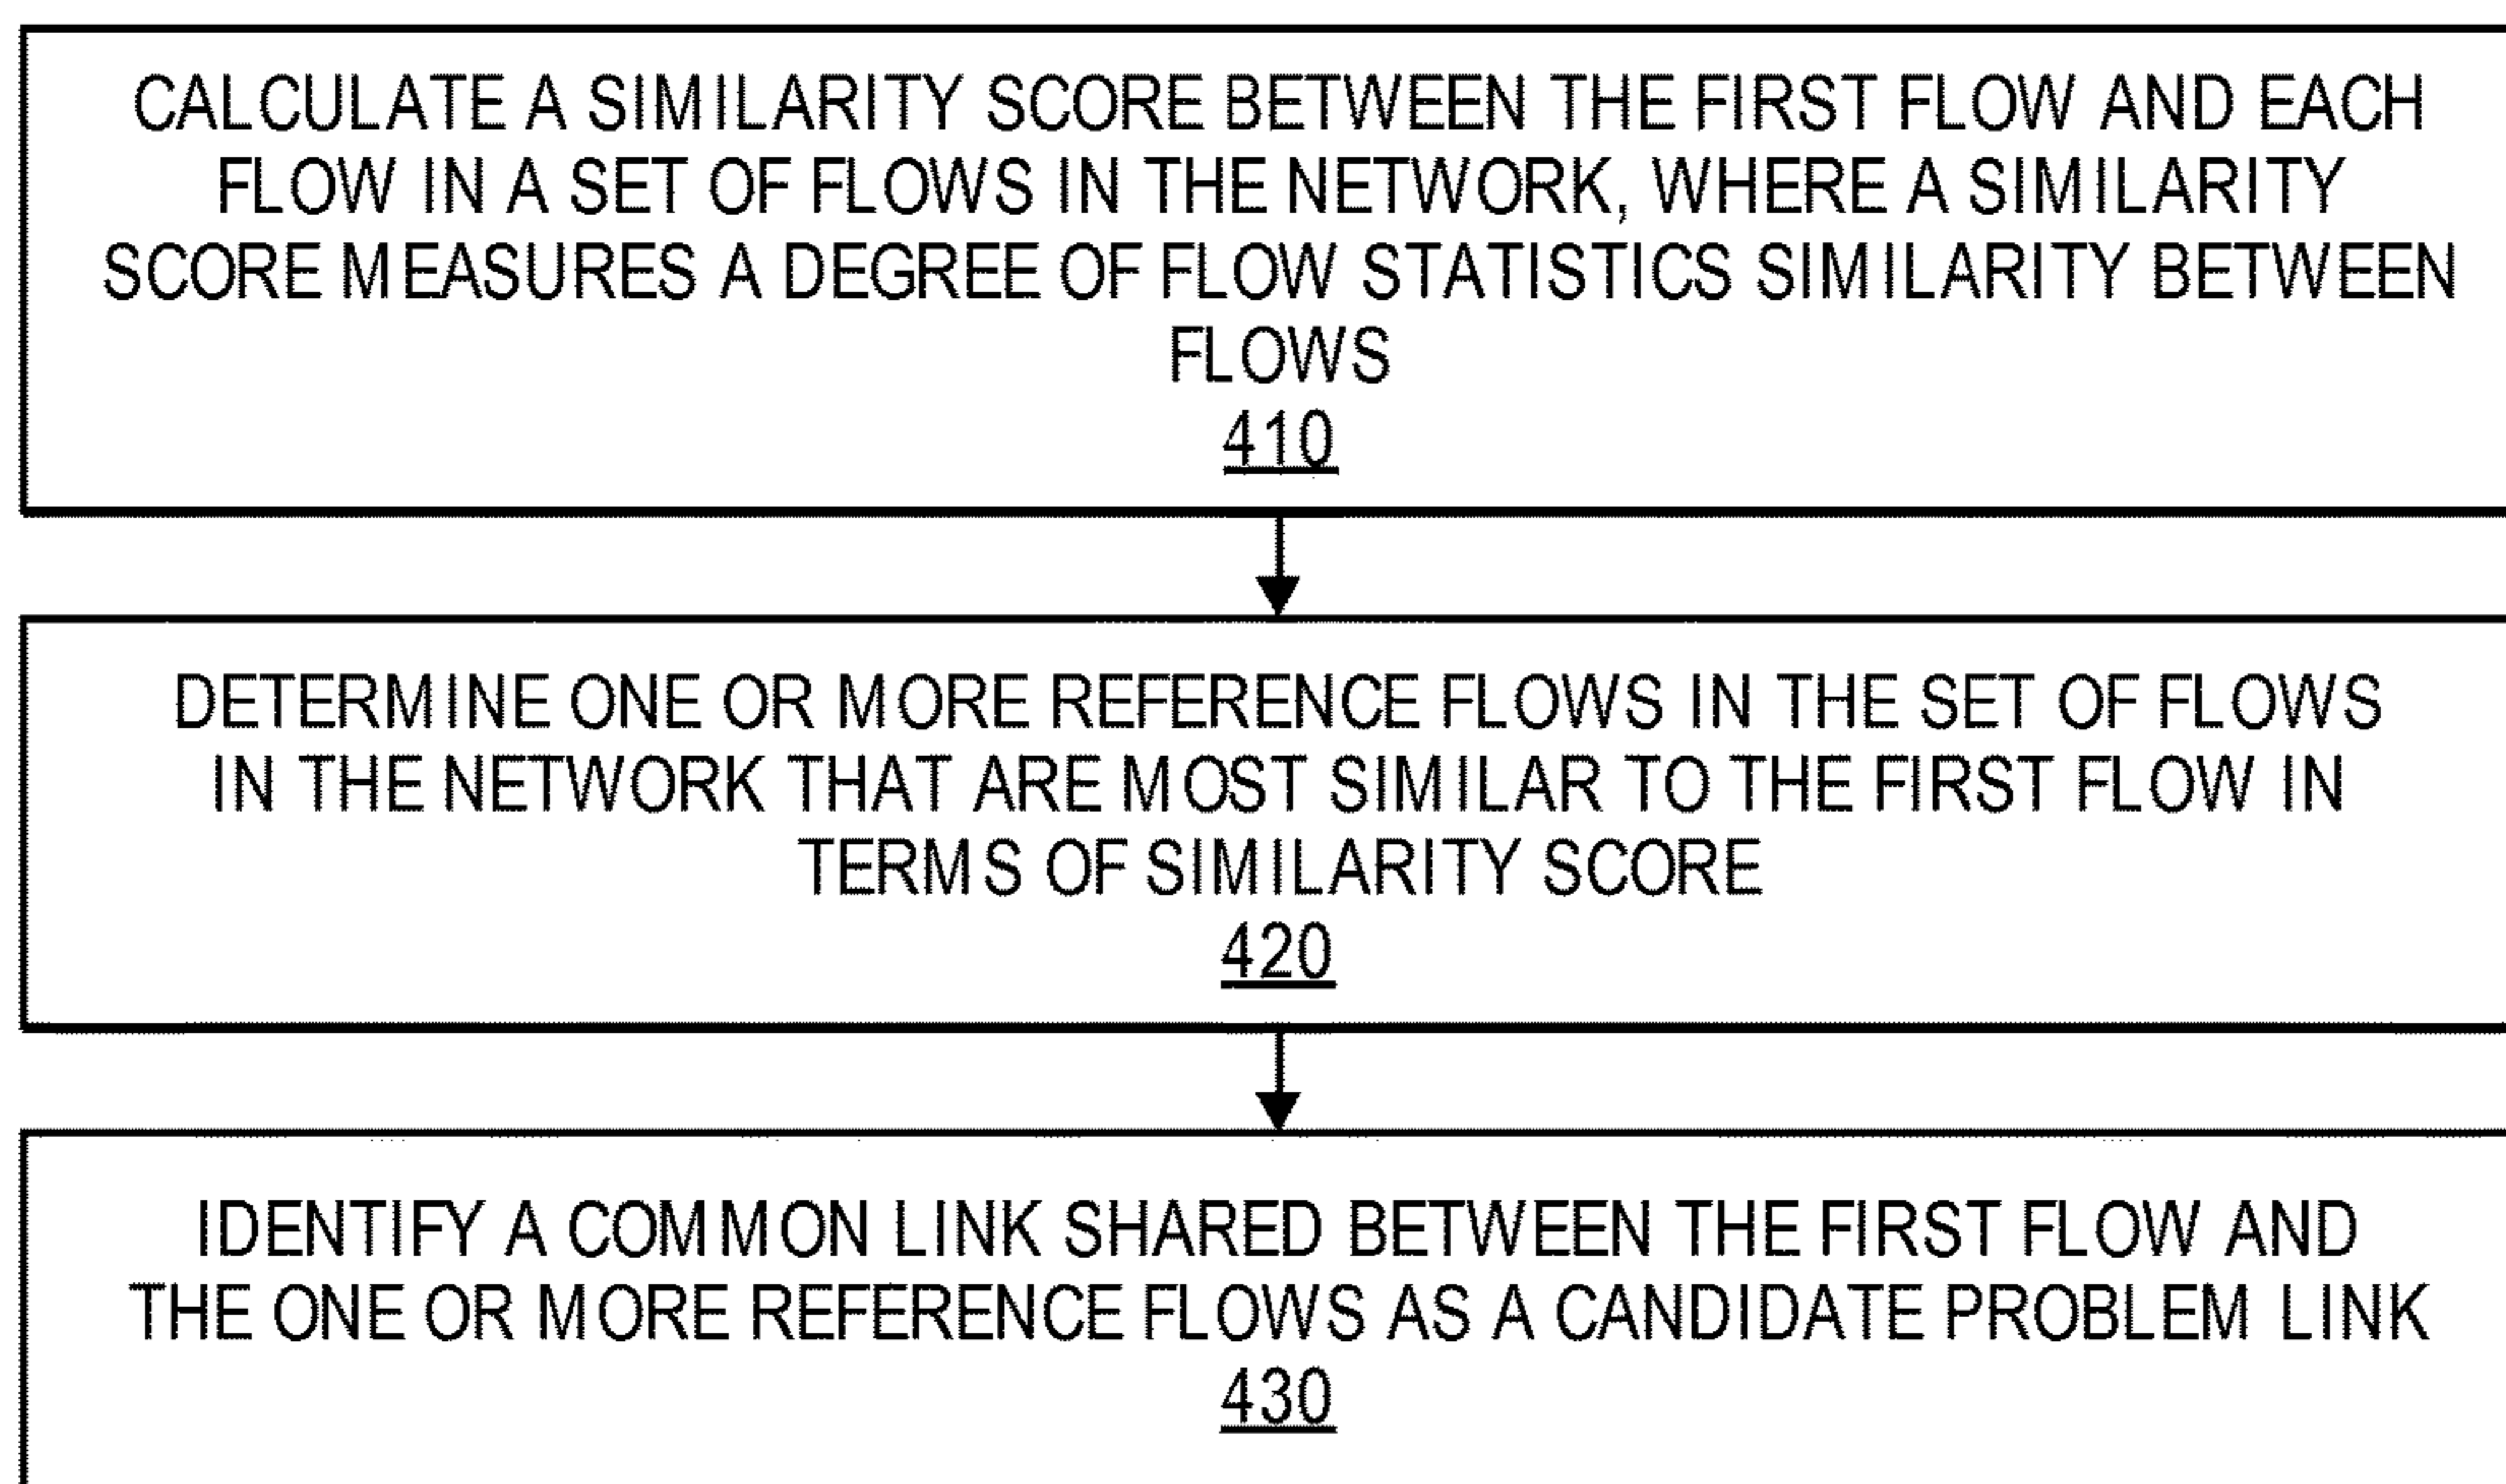 CALCULATE A SIMILARITY SCORE BETWEEN THE FIRST FLOW AND EACH
FLOW IN A SET OF FLOWS IN THE NETWORK, WHERE A SIMILARITY
SCORE MEASURES A DEGREE OF FLOW STATISTICS SIMILARITY BETWEEN
FLOWS
410
DETERMINE ONE OR MORE REFERENCE FLOWS IN THE SET OF FLOWS
IN THE NETWORK THAT ARE MOST SIMILAR TO THE FIRST FLOW IN
TERMS OF SIMILARITY SCORE
420
IDENTIFY A COMMON LINK SHARED BETWEEN THE FIRST FLOW AND
THE ONE OR MORE REFERENCE FLOWS AS A CANDIDATE PROBLEM LINK
430